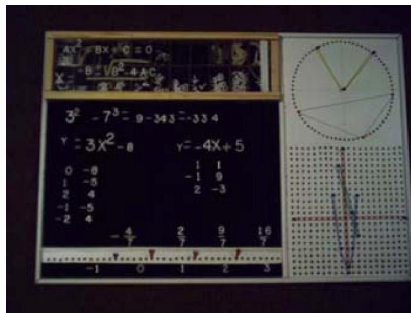 AX² + BX + C = 0
X = -B √B²-4AC
3² - 7³ = 9 - 343 = -334
Y = 3X² - 8
Y = -4X + 5
0 -8
1 -5
2 4
-1 -5
-2 4
1 1
-1 9
2 -3
-4/7 2/7 9/7 16/7
-1 0 1 2 3